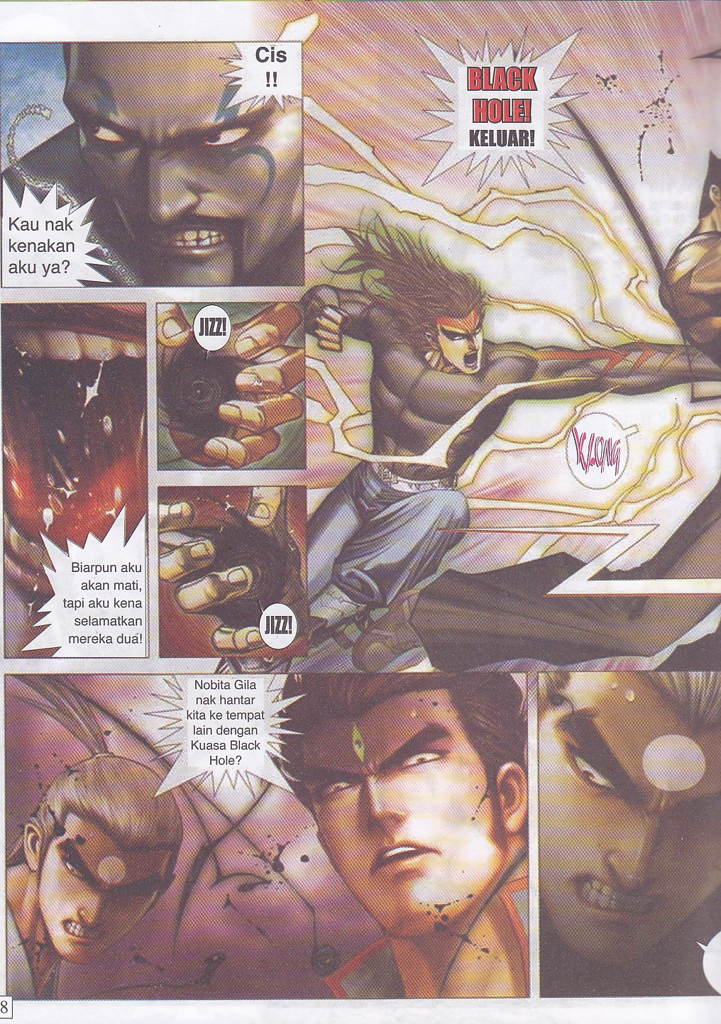 Cis
!!
Kau nak
kenakan
aku ya?
BLACK
HOLE!
KELUAR!
JIZZ!
KLONG
Biarpun aku
akan mati,
tapi aku kena
selamatkan
mereka dua!
JIZZ!
Nobita Gila
nak hantar
kita ke tempat
lain dengan
Kuasa Black
Hole?
8